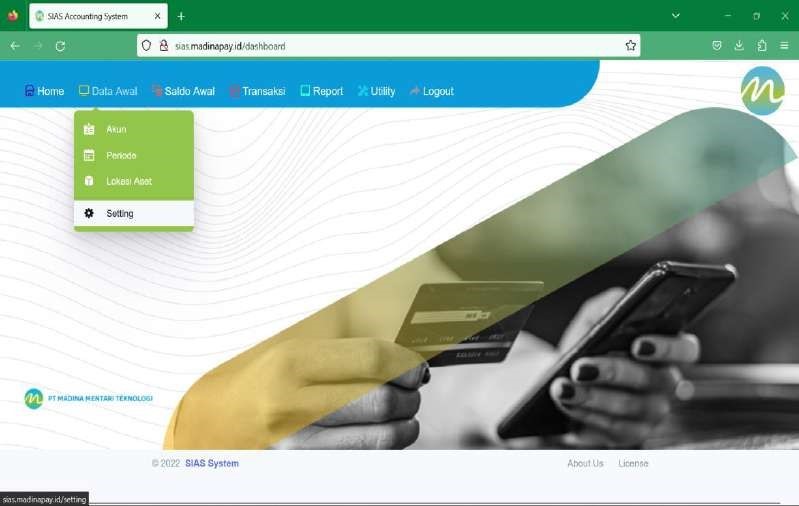 SIAS Accounting System
sias.madinapay.id/dashboard
Home Data Awal Saldo Awal Transaksi Report Utility Logout
Akun
Periode
Lokasi Aset
Setting
PT MADINA MENTARI TEKNOLOGI
© 2022 SIAS System About Us License
sias.madinapay.id/setting